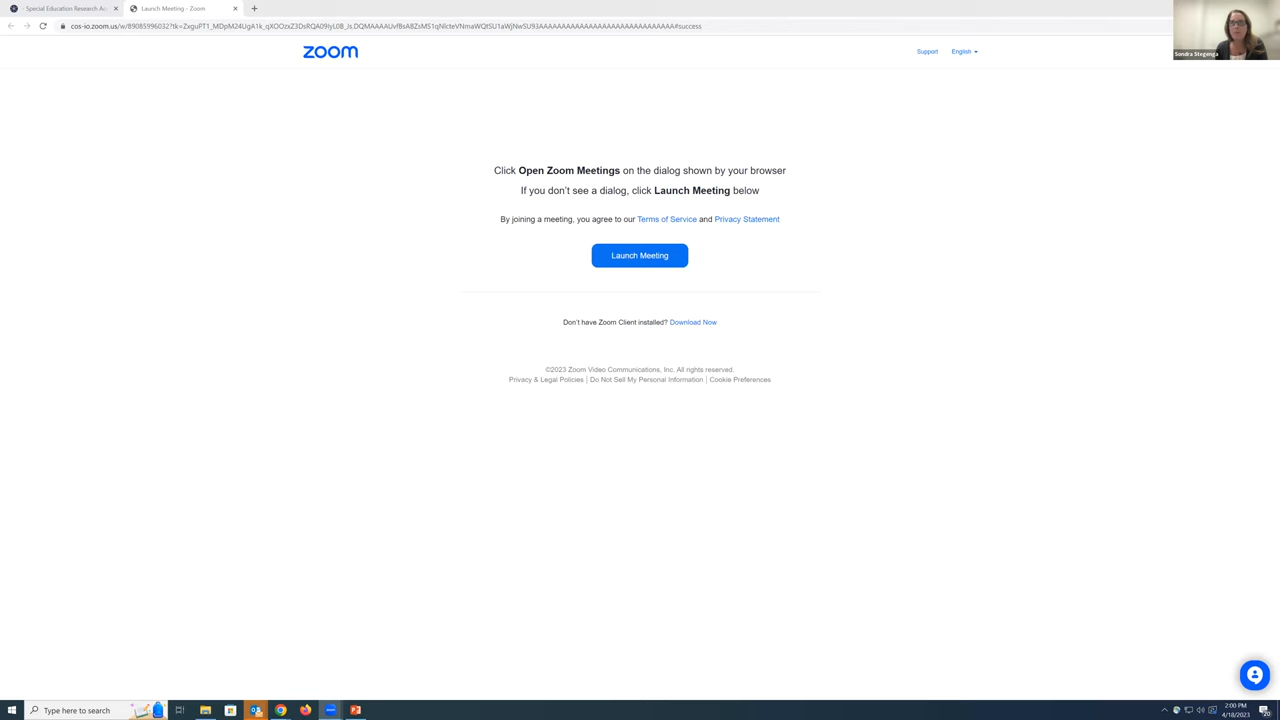 Special Education Research Ac
Launch Meeting - Zoom
zoom
Support
English
Sondra Stegenga
Click Open Zoom Meetings on the dialog shown by your browser
If you don't see a dialog, click Launch Meeting below
By joining a meeting, you agree to our Terms of Service and Privacy Statement
Launch Meeting
Don't have Zoom Client installed? Download Now
©2023 Zoom Video Communications, Inc. All rights reserved.
Privacy & Legal Policies | Do Not Sell My Personal Information | Cookie Preferences
Type here to search
2:00 PM
4/18/2023
20